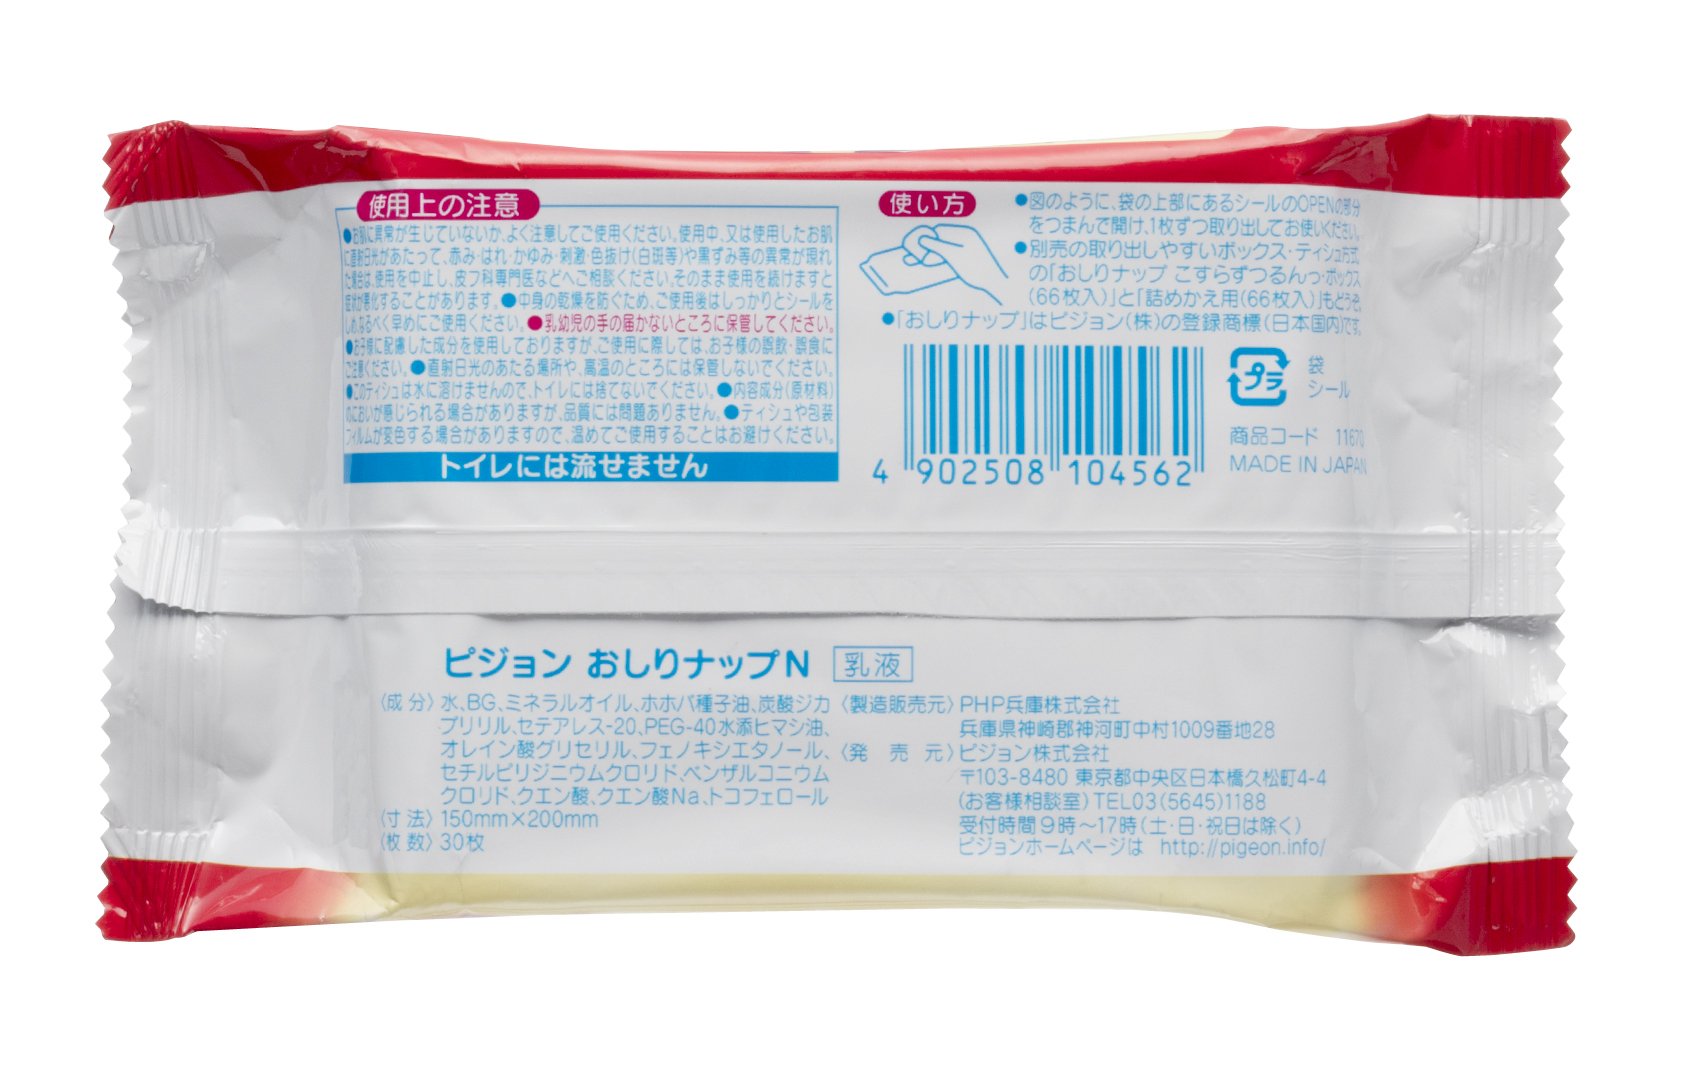 使用上の注意
●お肌に異常が生じていないか、よく注意してご使用ください。使用中、又は使用したお肌
に直射日光があたって、赤み・はれ・かゆみ・刺激・色抜け(白斑等)や黒ずみ等の異常が現れ
た場合は、使用を中止し、皮フ科専門医などへご相談ください。そのまま使用を続けますと
症状が悪化することがあります。●中身の乾燥を防ぐため、ご使用後はしっかりとシールを
しめ、なるべく早めにご使用ください。●乳幼児の手の届かないところに保管してください。
●お子様に配慮した成分を使用しておりますが、ご使用に際しては、お子様の誤飲・誤食に
ご注意ください。●直射日光のあたる場所や、高温のところには保管しないでください。
●このティシュは水に溶けませんので、トイレには捨てないでください。●内容成分(原材料)
のにおいが感じられる場合がありますが、品質には問題ありません。●ティシュや包装
フィルムが変色する場合がありますので、温めてご使用することはお避けください。
トイレには流せません
使い方
●図のように、袋の上部にあるシールのOPENの部分
をつまんで開け、1枚ずつ取り出してお使いください。
●別売の取り出しやすいボックス・ティシュ方式
の「おしりナップ こすらずつるんっ・ボックス
(66枚入)」と「詰めかえ用(66枚入)」もどうぞ。
●「おしりナップ」はピジョン(株)の登録商標(日本国内)です。
プラ
袋
シール
商品コード 11670
MADE IN JAPAN
4 902508 104562
ピジョン おしりナップN 乳液
〈成分〉水、BG、ミネラルオイル、ホホバ種子油、炭酸ジカ
プリリル、セテアレス-20、PEG-40水添ヒマシ油、
オレイン酸グリセリル、フェノキシエタノール、
セチルピリジニウムクロリド、ベンザルコニウム
クロリド、クエン酸、クエン酸Na、トコフェロール
〈寸法〉150mm×200mm
〈枚数〉30枚
〈製造販売元〉PHP兵庫株式会社
兵庫県神崎郡神河町中村1009番地28
〈発売元〉ピジョン株式会社
〒103-8480 東京都中央区日本橋久松町4-4
(お客様相談室)TEL03(5645)1188
受付時間9時～17時(土・日・祝日は除く)
ピジョンホームページは http://pigeon.info/